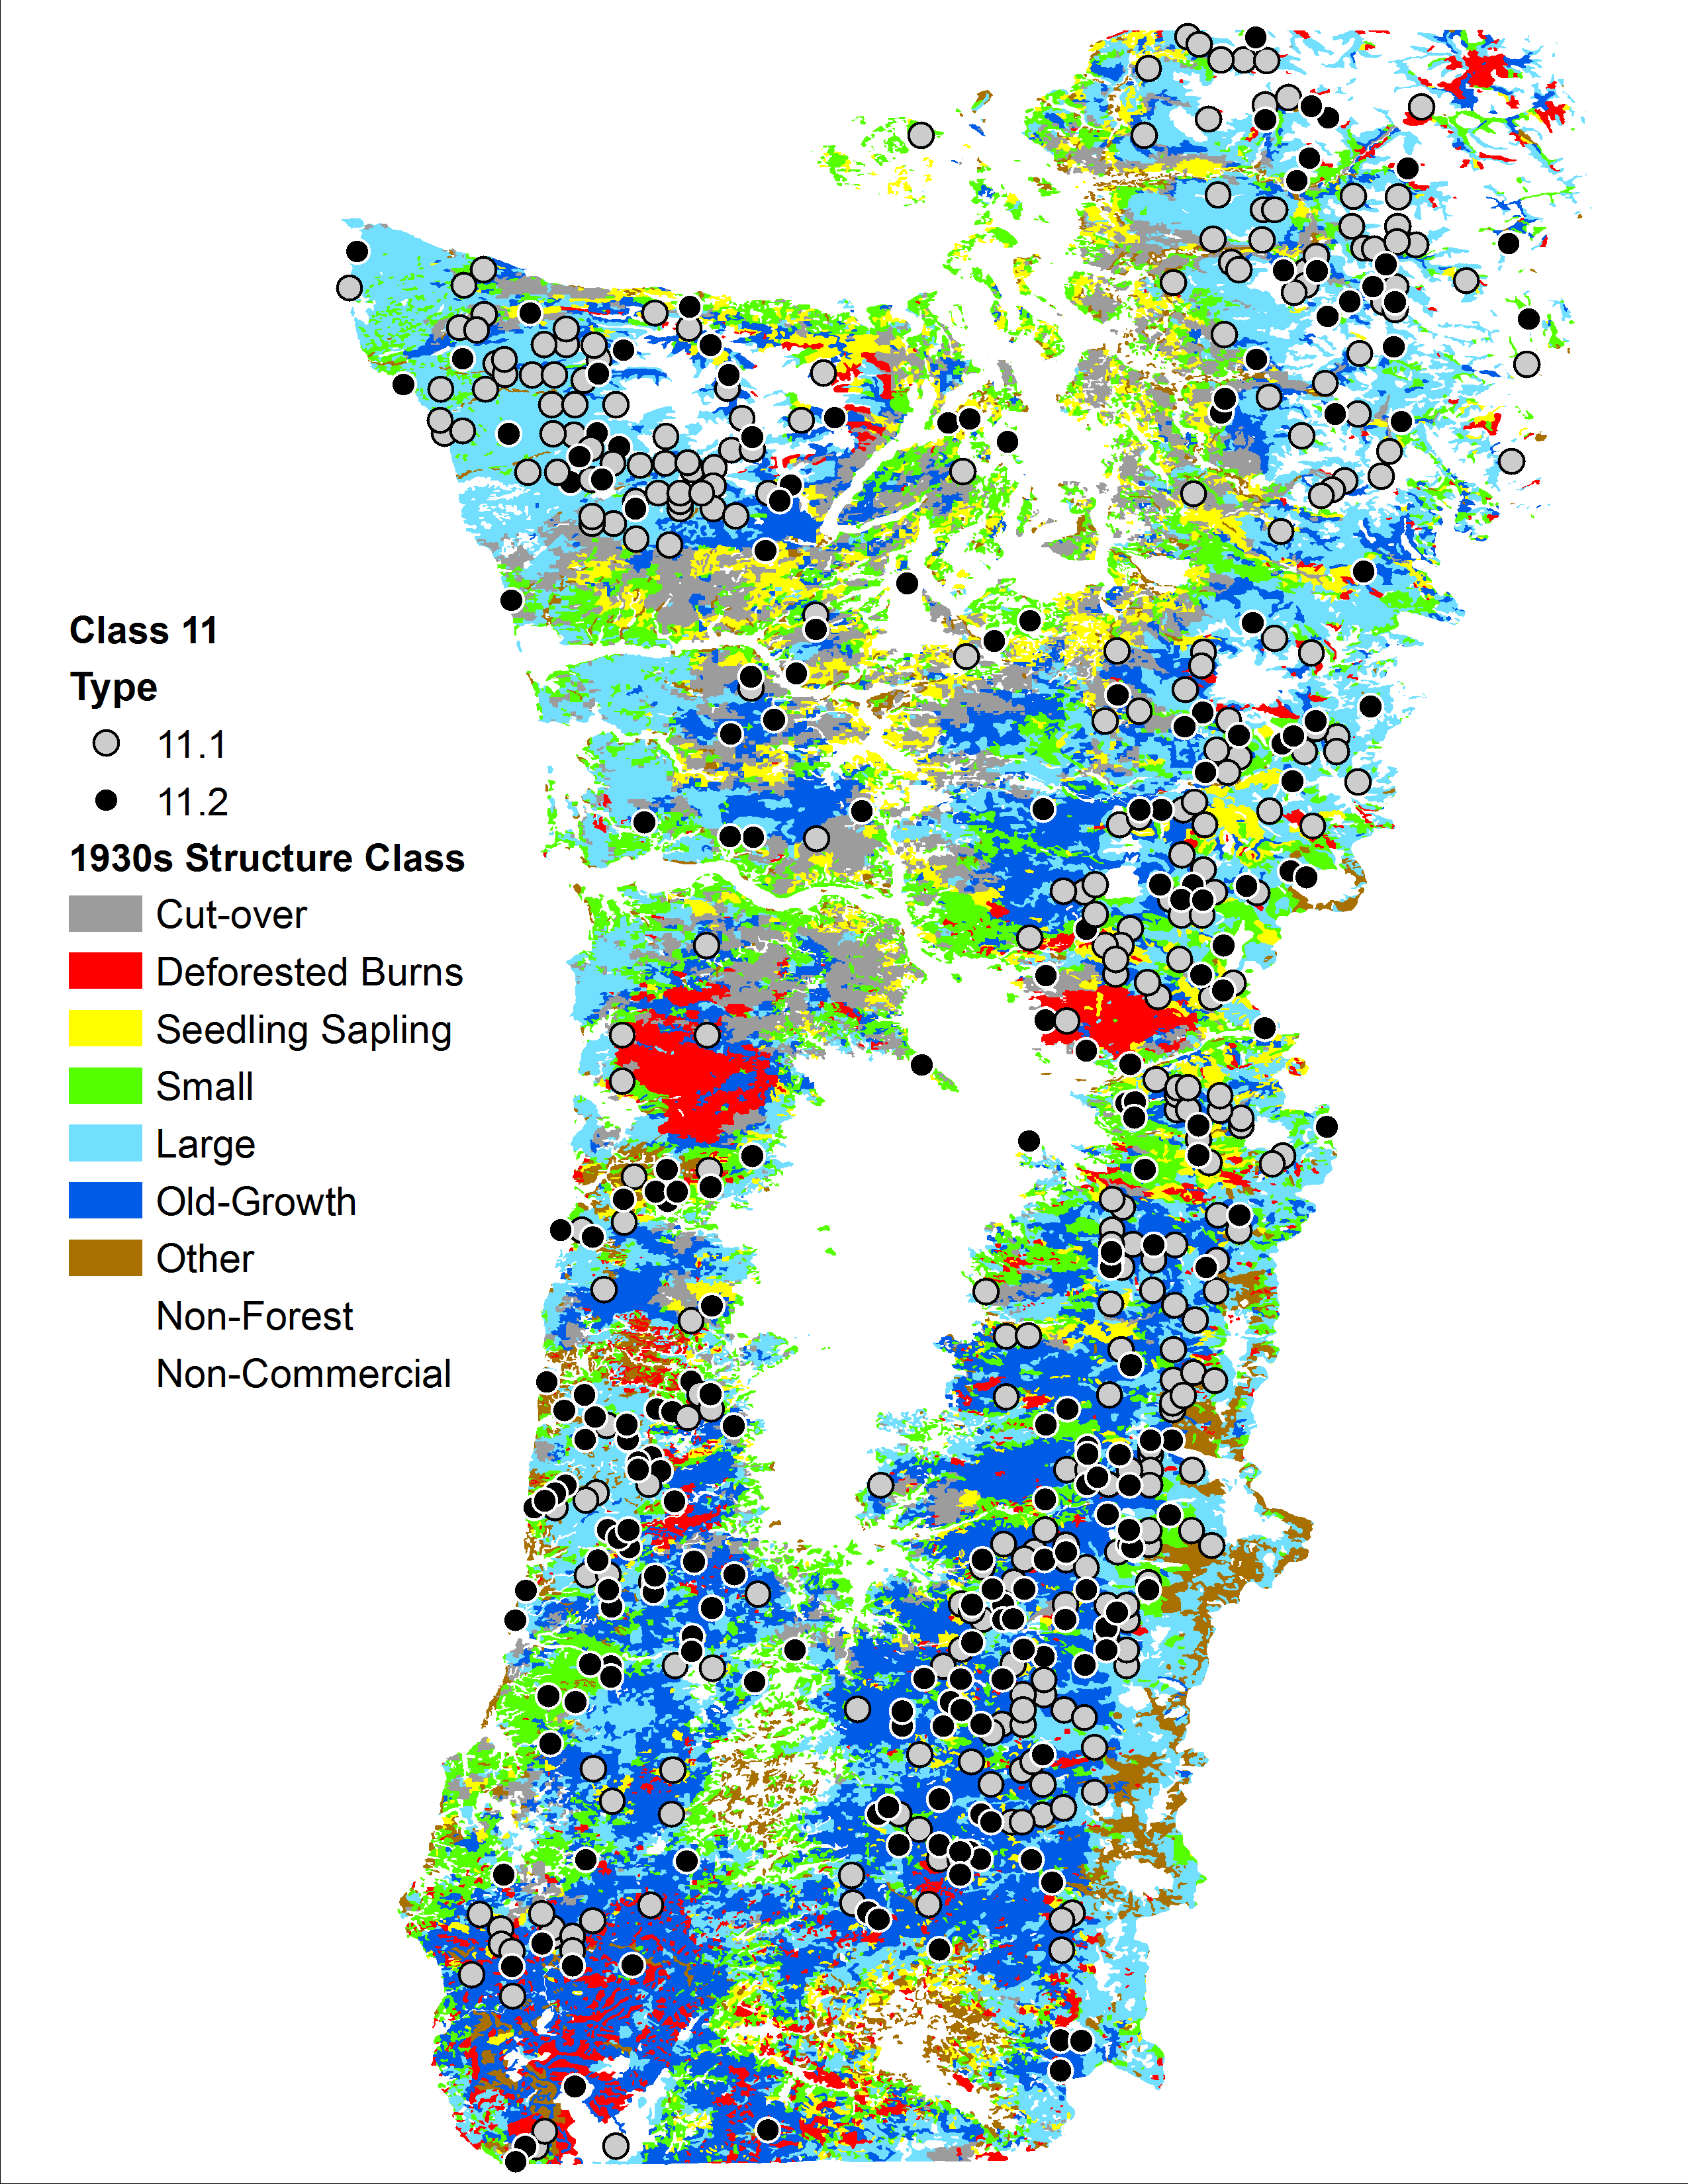 Class 11
Type
11.1
11.2
1930s Structure Class
Cut-over
Deforested Burns
Seedling Sapling
Small
Large
Old-Growth
Other
Non-Forest
Non-Commercial